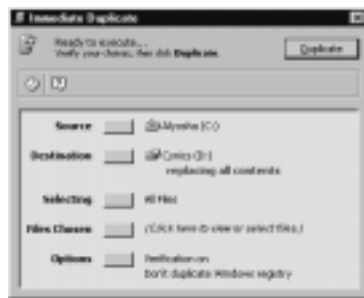 Immediate Duplicate
Ready to execute...
Verify your choices, then click Duplicate.
Duplicate
Source
(C:)
Destination
(D:)
replacing all contents
Selecting
All Files
Files Chosen
(Click here to view or select files.)
Options
Verification on
Don't duplicate Windows registry